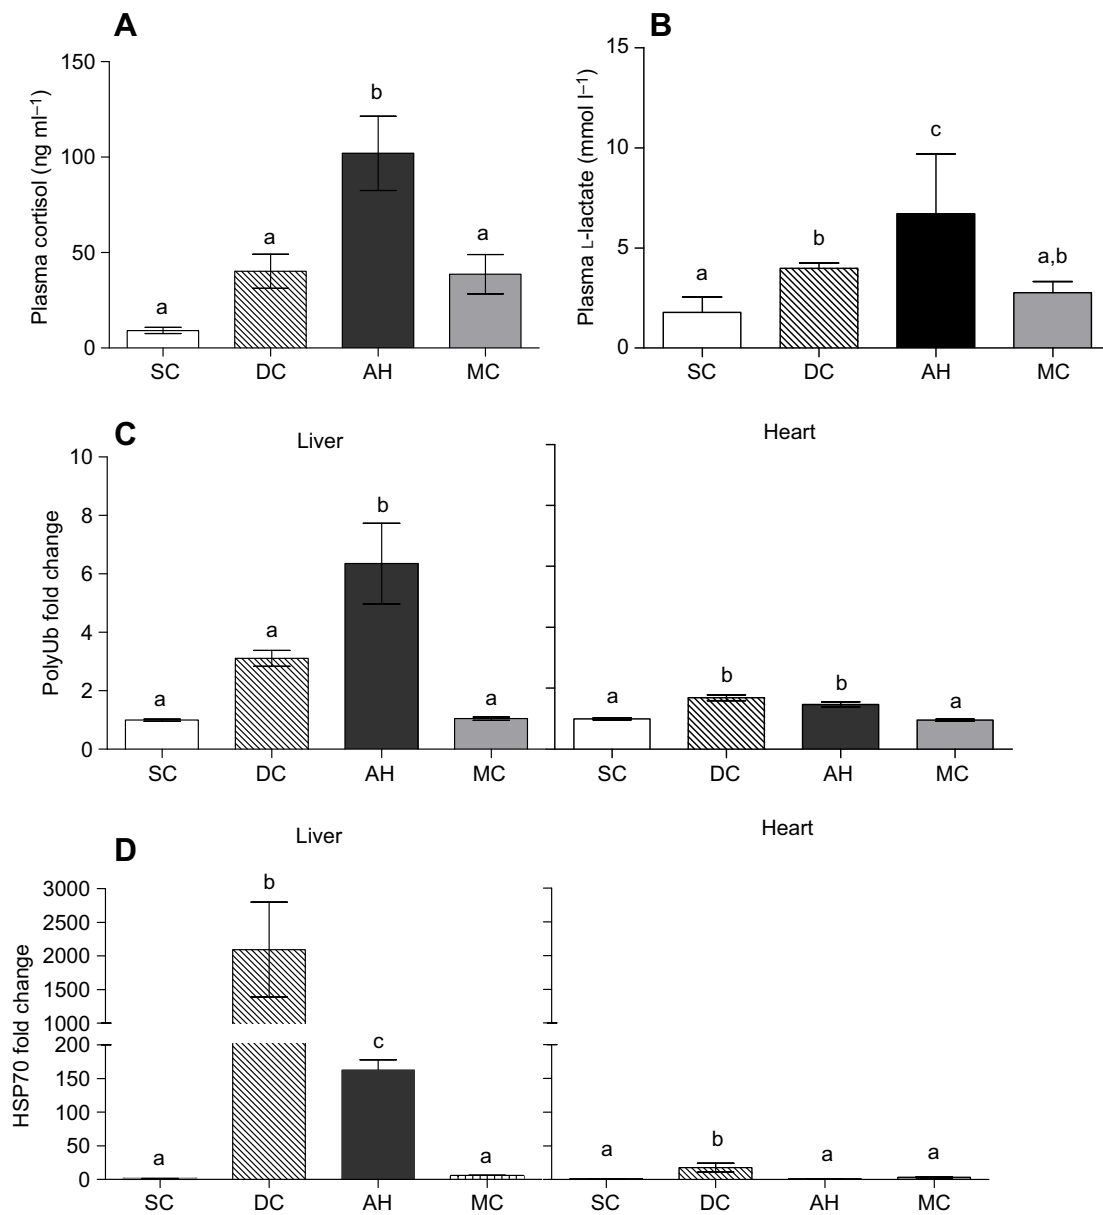 A
B
Plasma cortisol (ng ml⁻¹)
150
100
50
0
a
a
b
a
SC DC AH MC
Plasma L-lactate (mmol l⁻¹)
15
10
5
0
a
b
c
a,b
SC DC AH MC
C
Liver
Heart
PolyUb fold change
10
8
6
4
2
0
a
a
b
a
SC DC AH MC
a
b
b
a
SC DC AH MC
D
Liver
Heart
HSP70 fold change
3000
2500
2000
1500
1000
200
150
100
50
0
a
b
c
a
SC DC AH MC
a
b
a
a
SC DC AH MC